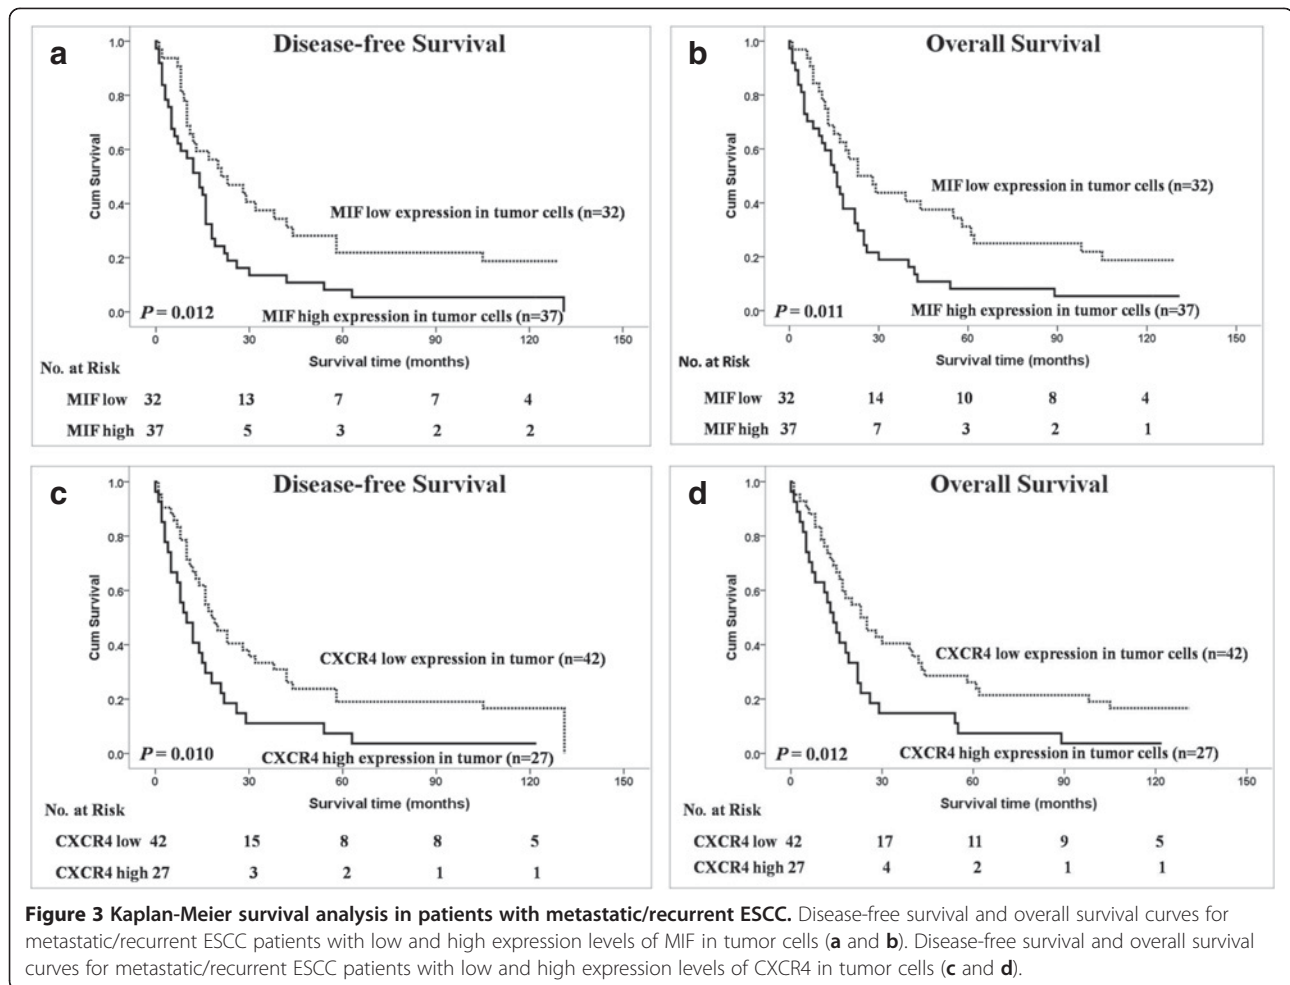 a
Disease-free Survival
1.0
0.8
0.6
0.4
0.2
0.0
Cum Survival
MIF low expression in tumor cells (n=32)
P = 0.012
MIF high expression in tumor cells (n=37)
0 30 60 90 120 150
Survival time (months)
No. at Risk
MIF low 32 13 7 7 4
MIF high 37 5 3 2 2
b
Overall Survival
1.0
0.8
0.6
0.4
0.2
0.0
Cum Survival
MIF low expression in tumor cells (n=32)
P = 0.011
MIF high expression in tumor cells (n=37)
0 30 60 90 120 150
Survival time (months)
No. at Risk
MIF low 32 14 10 8 4
MIF high 37 7 3 2 1
c
Disease-free Survival
1.0
0.8
0.6
0.4
0.2
0.0
Cum Survival
CXCR4 low expression in tumor (n=42)
P = 0.010
CXCR4 high expression in tumor (n=27)
0 30 60 90 120 150
Survival time (months)
No. at Risk
CXCR4 low 42 15 8 8 5
CXCR4 high 27 3 2 1 1
d
Overall Survival
1.0
0.8
0.6
0.4
0.2
0.0
Cum Survival
CXCR4 low expression in tumor cells (n=42)
P = 0.012
CXCR4 high expression in tumor cells (n=27)
0 30 60 90 120 150
Survival time (months)
No. at Risk
CXCR4 low 42 17 11 9 5
CXCR4 high 27 4 2 1 1
Figure 3 Kaplan-Meier survival analysis in patients with metastatic/recurrent ESCC. Disease-free survival and overall survival curves for
metastatic/recurrent ESCC patients with low and high expression levels of MIF in tumor cells (a and b). Disease-free survival and overall survival
curves for metastatic/recurrent ESCC patients with low and high expression levels of CXCR4 in tumor cells (c and d).